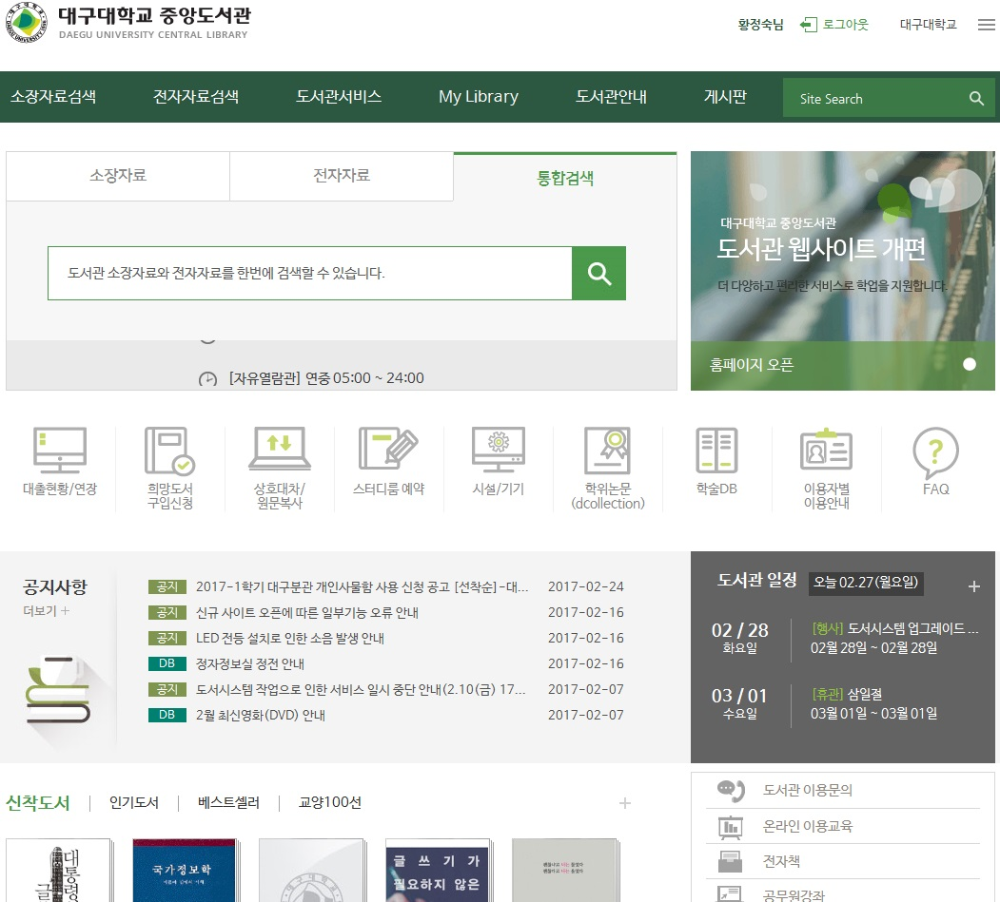 대구대학교 중앙도서관
DAEGU UNIVERSITY CENTRAL LIBRARY
황정숙님
로그아웃
대구대학교
소장자료검색
전자자료검색
도서관서비스
My Library
도서관안내
게시판
Site Search
소장자료
전자자료
통합검색
도서관 소장자료와 전자자료를 한번에 검색할 수 있습니다.
[자유열람관] 연중 05:00 ~ 24:00
대구대학교 중앙도서관
도서관 웹사이트 개편
더 다양하고 편리한 서비스로 학업을 지원합니다.
홈페이지 오픈
대출현황/연장
희망도서
구입신청
상호대차/
원문복사
스터디룸 예약
시설/기기
학위논문
(dcollection)
학술DB
이용자별
이용안내
FAQ
공지사항
더보기 +
공지 2017-1학기 대구분관 개인사물함 사용 신청 공고 [선착순]-대... 2017-02-24
공지 신규 사이트 오픈에 따른 일부기능 오류 안내 2017-02-16
공지 LED 전등 설치로 인한 소음 발생 안내 2017-02-16
DB 정자정보실 정전 안내 2017-02-16
공지 도서시스템 작업으로 인한 서비스 일시 중단 안내(2.10(금) 17... 2017-02-07
DB 2월 최신영화(DVD) 안내 2017-02-07
도서관 일정 오늘 02.27(월요일)
02 / 28
화요일
[행사] 도서시스템 업그레이드 ...
02월 28일 ~ 02월 28일
03 / 01
수요일
[휴관] 삼일절
03월 01일 ~ 03월 01일
신착도서
인기도서
베스트셀러
교양100선
대통령
글
국가정보학
글 쓰 기 가
필요하지 않은
도서관 이용문의
온라인 이용교육
전자책
공무원강좌